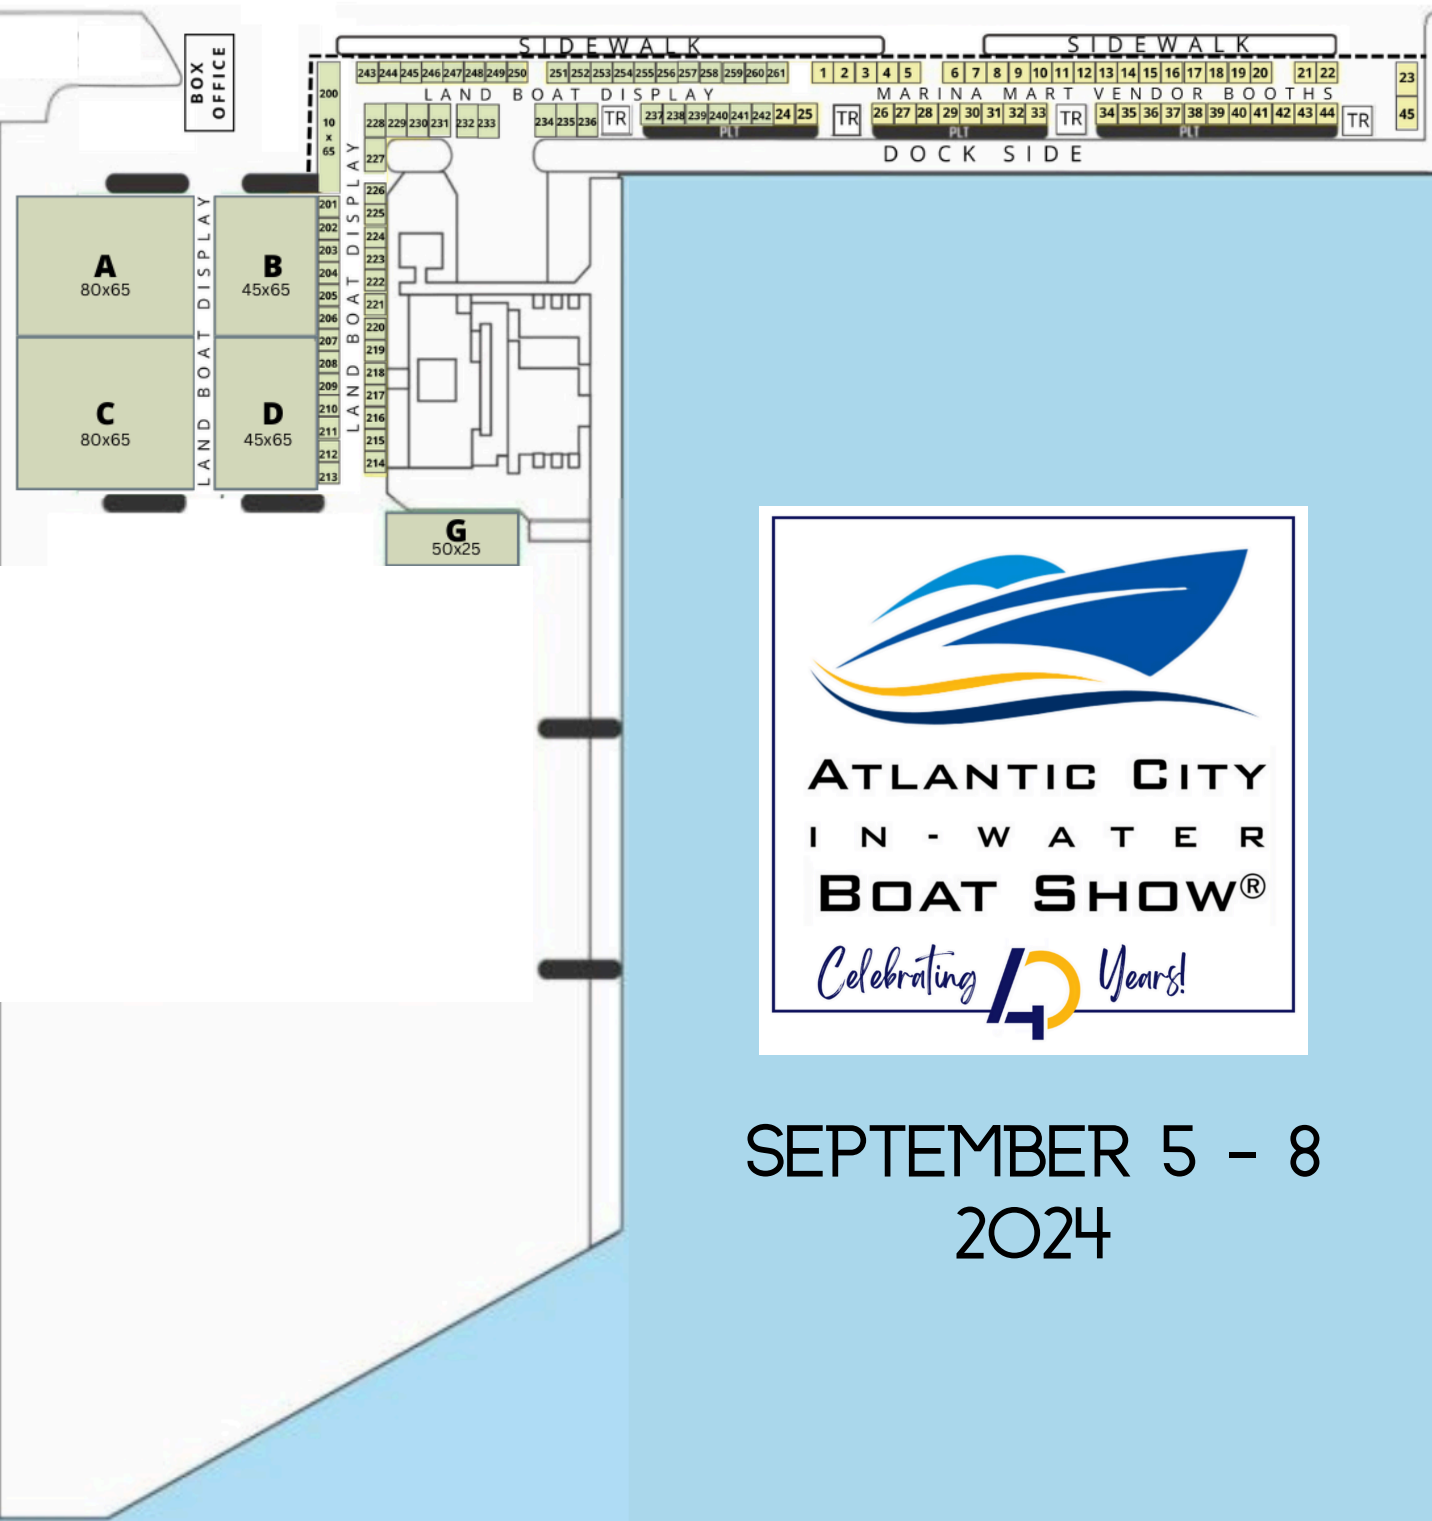 SIDEWALK
SIDEWALK
BOX OFFICE
243 244 245 246 247 248 249 250 251 252 253 254 255 256 257 258 259 260 261 1 2 3 4 5 6 7 8 9 10 11 12 13 14 15 16 17 18 19 20 21 22 23
LAND BOAT DISPLAY
MARINA MART VENDOR BOOTHS
228 229 230 231 232 233 234 235 236 TR 237 238 239 240 241 242 24 25 TR 26 27 28 29 30 31 32 33 TR 34 35 36 37 38 39 40 41 42 43 44 TR 45
PLT
PLT
PLT
DOCK SIDE
200
10
x
65
227
226
225
224
223
222
221
220
219
218
217
216
215
214
LAND BOAT DISPLAY
201
202
203
204
205
206
207
208
209
210
211
212
213
LAND BOAT DISPLAY
A
80x65
B
45x65
C
80x65
D
45x65
G
50x25
ATLANTIC CITY
IN-WATER
BOAT SHOW®
Celebrating 40 Years!
SEPTEMBER 5 - 8
2024